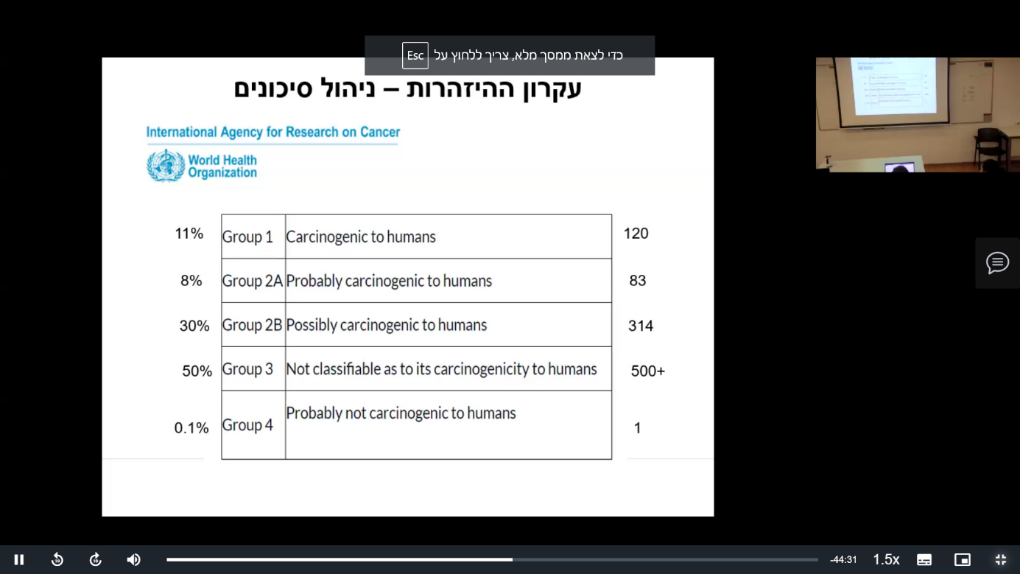 כדי לצאת ממסך מלא, צריך ללחוץ על Esc
עקרון ההיזהרות – ניהול סיכונים
International Agency for Research on Cancer
World Health
Organization
11% Group 1 Carcinogenic to humans 120
8% Group 2A Probably carcinogenic to humans 83
30% Group 2B Possibly carcinogenic to humans 314
50% Group 3 Not classifiable as to its carcinogenicity to humans 500+
0.1% Group 4 Probably not carcinogenic to humans 1
-44:31 1.5x